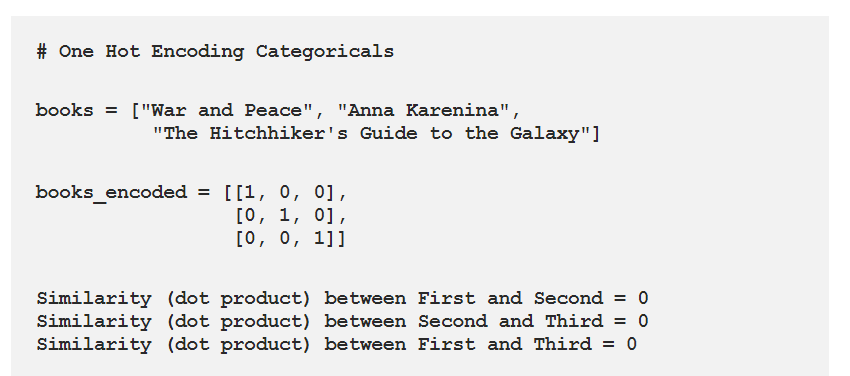 # One Hot Encoding Categoricals
books = ["War and Peace", "Anna Karenina",
"The Hitchhiker's Guide to the Galaxy"]
books_encoded = [[1, 0, 0],
[0, 1, 0],
[0, 0, 1]]
Similarity (dot product) between First and Second = 0
Similarity (dot product) between Second and Third = 0
Similarity (dot product) between First and Third = 0